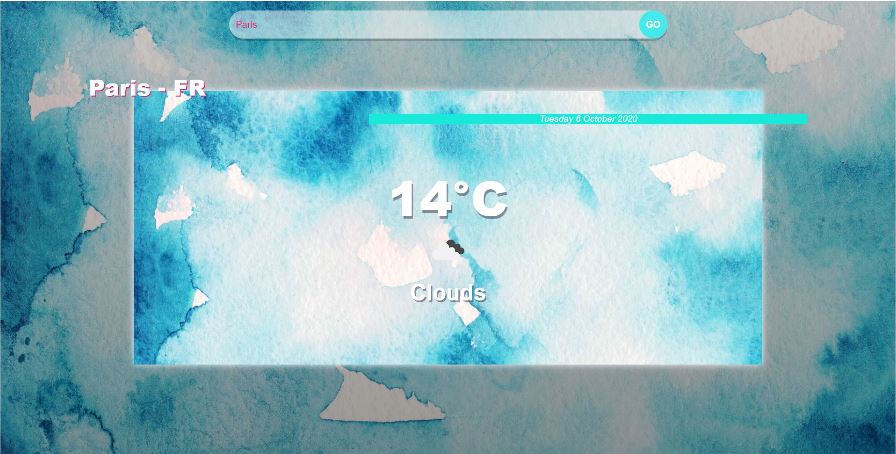 Paris
GO
Paris - FR
Tuesday 6 October 2020
14°C
Clouds